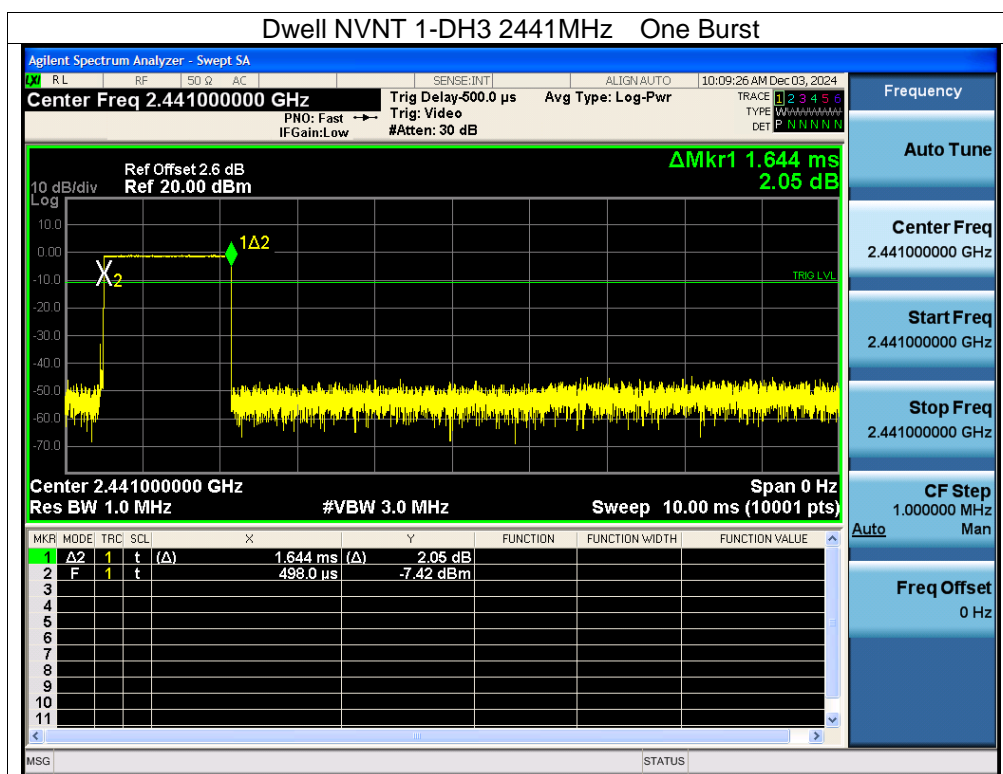 Dwell NVNT 1-DH3 2441MHz One Burst
Agilent Spectrum Analyzer - Swept SA
LXI RL RF 50 Ω AC SENSE:INT ALIGN AUTO 10:09:26 AM Dec 03, 2024
Center Freq 2.441000000 GHz Trig Delay-500.0 µs Avg Type: Log-Pwr TRACE 1 2 3 4 5 6
PNO: Fast Trig: Video TYPE WWWWWW
IFGain:Low #Atten: 30 dB DET P N N N N N
Frequency
Auto Tune
Center Freq
2.441000000 GHz
Start Freq
2.441000000 GHz
Stop Freq
2.441000000 GHz
CF Step
1.000000 MHz
Auto Man
Freq Offset
0 Hz
ΔMkr1 1.644 ms
2.05 dB
Ref Offset 2.6 dB
10 dB/div Ref 20.00 dBm
Log
10.0
0.00
-10.0
-20.0
-30.0
-40.0
-50.0
-60.0
-70.0
1Δ2
2
TRIG LVL
Center 2.441000000 GHz Span 0 Hz
Res BW 1.0 MHz #VBW 3.0 MHz Sweep 10.00 ms (10001 pts)
MKR MODE TRC SCL X Y FUNCTION FUNCTION WIDTH FUNCTION VALUE
1 Δ2 1 t (Δ) 1.644 ms (Δ) 2.05 dB
2 F 1 t 498.0 µs -7.42 dBm
3
4
5
6
7
8
9
10
11
MSG STATUS